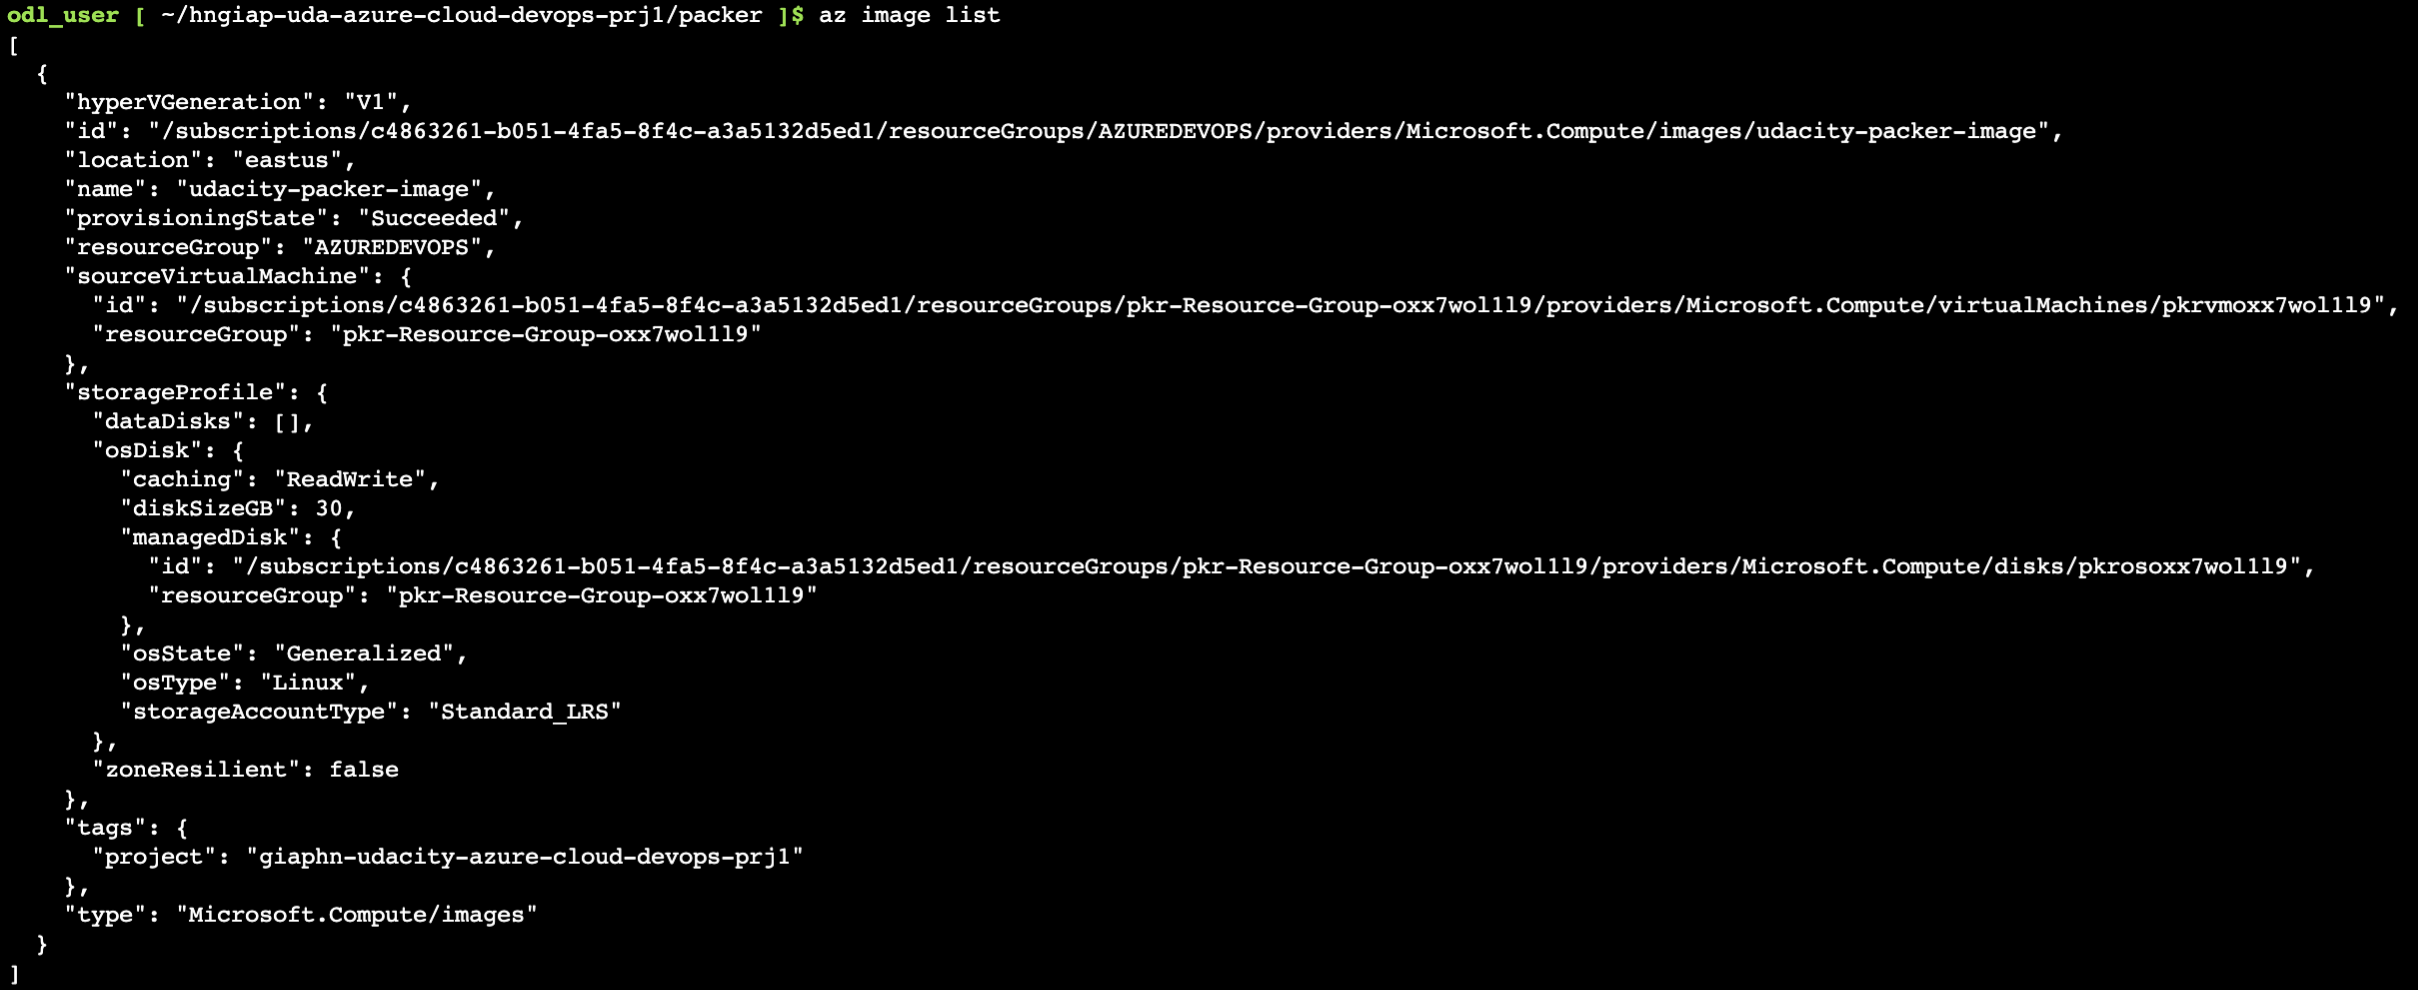 odl_user [ ~/hngiap-uda-azure-cloud-devops-prj1/packer ]$ az image list
[
  {
    "hyperVGeneration": "V1",
    "id": "/subscriptions/c4863261-b051-4fa5-8f4c-a3a5132d5ed1/resourceGroups/AZUREDEVOPS/providers/Microsoft.Compute/images/udacity-packer-image",
    "location": "eastus",
    "name": "udacity-packer-image",
    "provisioningState": "Succeeded",
    "resourceGroup": "AZUREDEVOPS",
    "sourceVirtualMachine": {
      "id": "/subscriptions/c4863261-b051-4fa5-8f4c-a3a5132d5ed1/resourceGroups/pkr-Resource-Group-oxx7wol1l9/providers/Microsoft.Compute/virtualMachines/pkrvmoxx7wol1l9",
      "resourceGroup": "pkr-Resource-Group-oxx7wol1l9"
    },
    "storageProfile": {
      "dataDisks": [],
      "osDisk": {
        "caching": "ReadWrite",
        "diskSizeGB": 30,
        "managedDisk": {
          "id": "/subscriptions/c4863261-b051-4fa5-8f4c-a3a5132d5ed1/resourceGroups/pkr-Resource-Group-oxx7wol1l9/providers/Microsoft.Compute/disks/pkrosoxx7wol1l9",
          "resourceGroup": "pkr-Resource-Group-oxx7wol1l9"
        },
        "osState": "Generalized",
        "osType": "Linux",
        "storageAccountType": "Standard_LRS"
      },
      "zoneResilient": false
    },
    "tags": {
      "project": "giaphn-udacity-azure-cloud-devops-prj1"
    },
    "type": "Microsoft.Compute/images"
  }
]